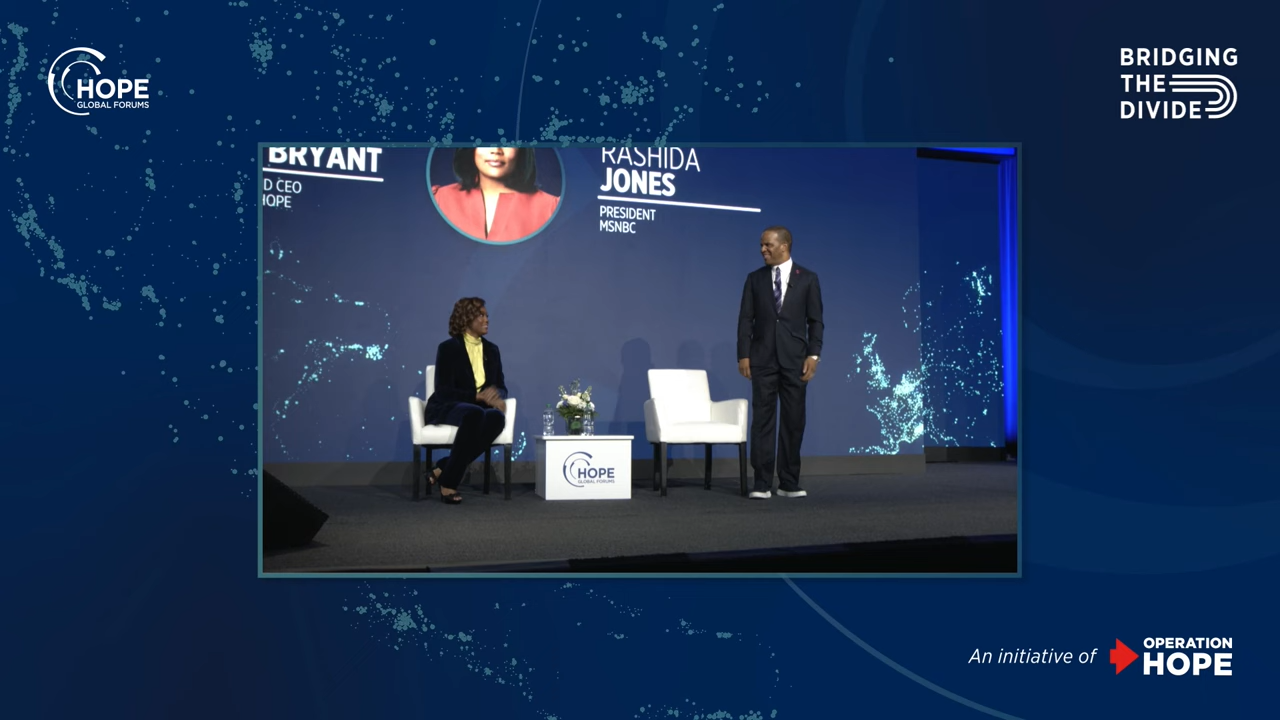 HOPE
GLOBAL FORUMS
BRIDGING
THE
DIVIDE
BRYANT
D CEO
HOPE
RASHIDA
JONES
PRESIDENT
MSNBC
HOPE
GLOBAL FORUMS
An initiative of
OPERATION
HOPE